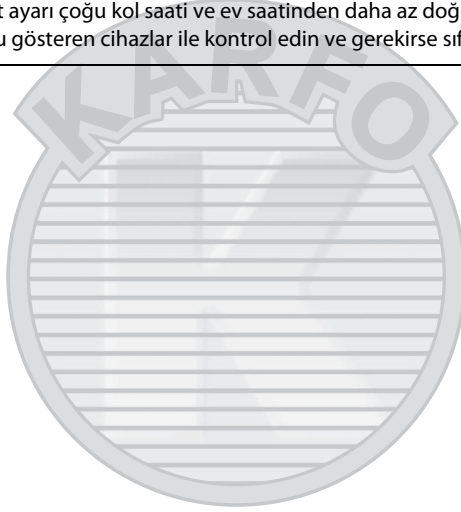 t ayarı çoğu kol saati ve ev saatinden daha az doğ
u gösteren cihazlar ile kontrol edin ve gerekirse sıf
KARFO
K